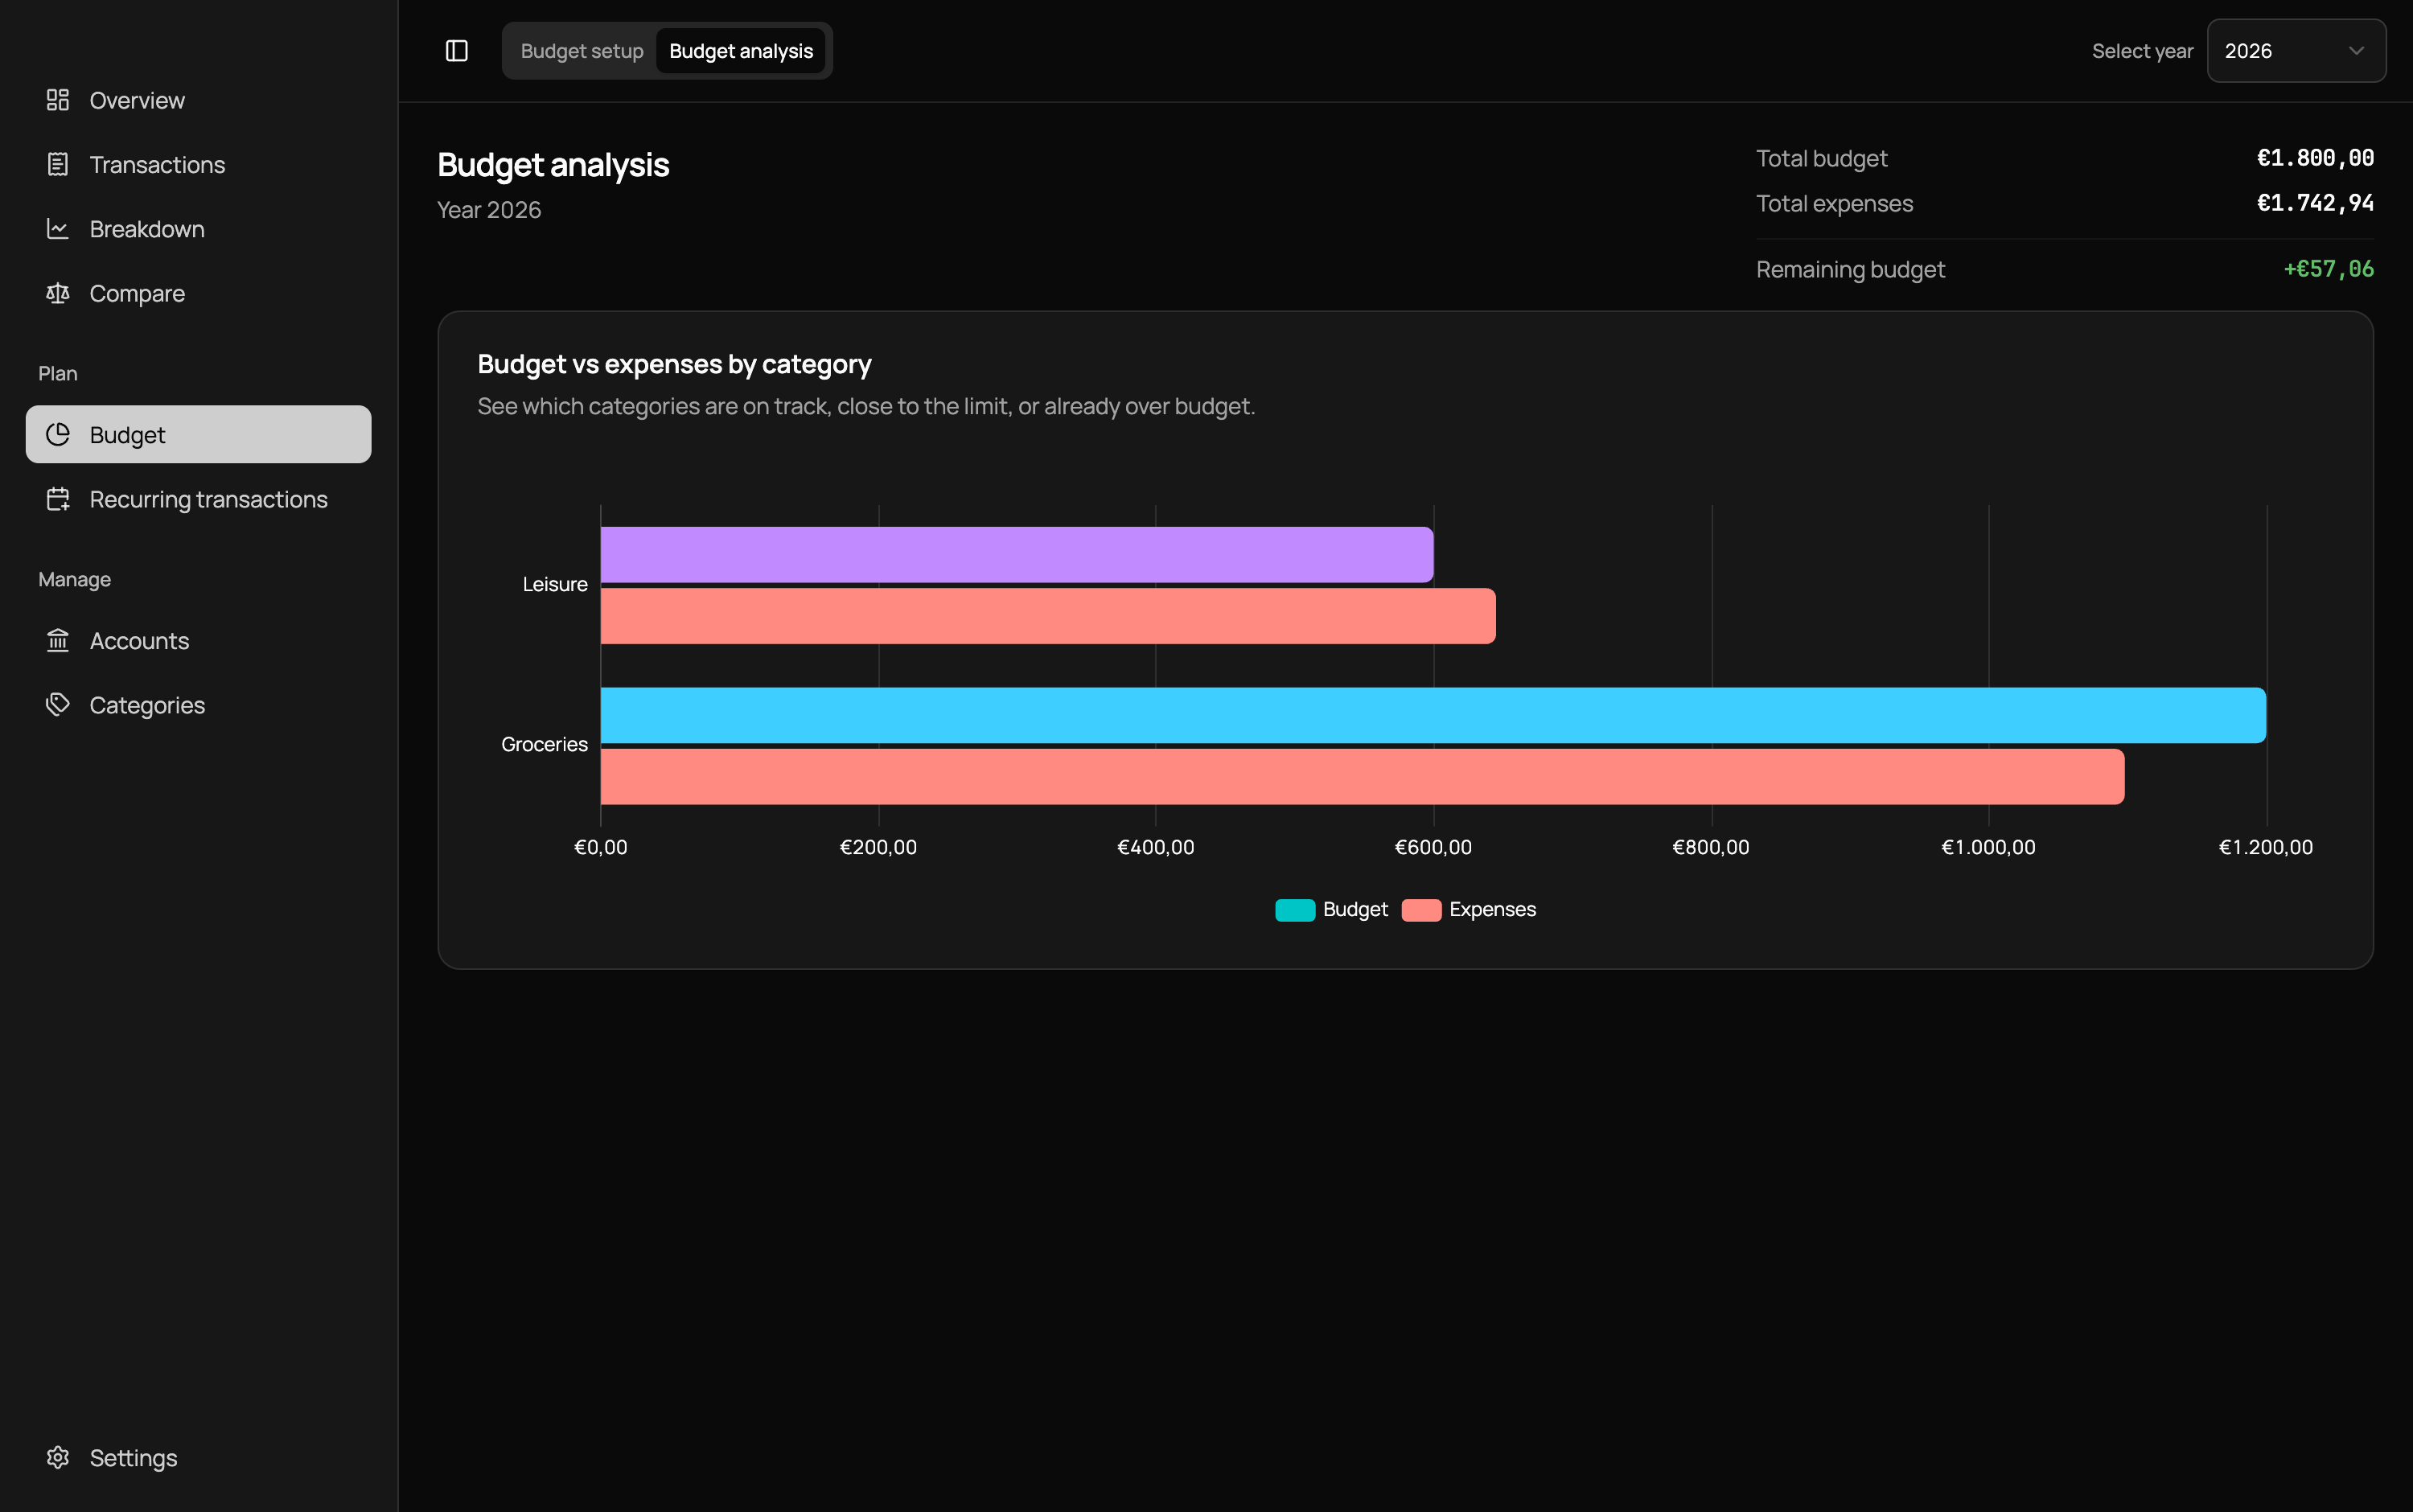 Overview
Transactions
Breakdown
Compare
Plan
Budget
Recurring transactions
Manage
Accounts
Categories
Settings
Budget setup
Budget analysis
Select year
2026
Budget analysis
Year 2026
Total budget €1.800,00
Total expenses €1.742,94
Remaining budget +€57,06
Budget vs expenses by category
See which categories are on track, close to the limit, or already over budget.
Leisure
Groceries
€0,00 €200,00 €400,00 €600,00 €800,00 €1.000,00 €1.200,00
Budget Expenses